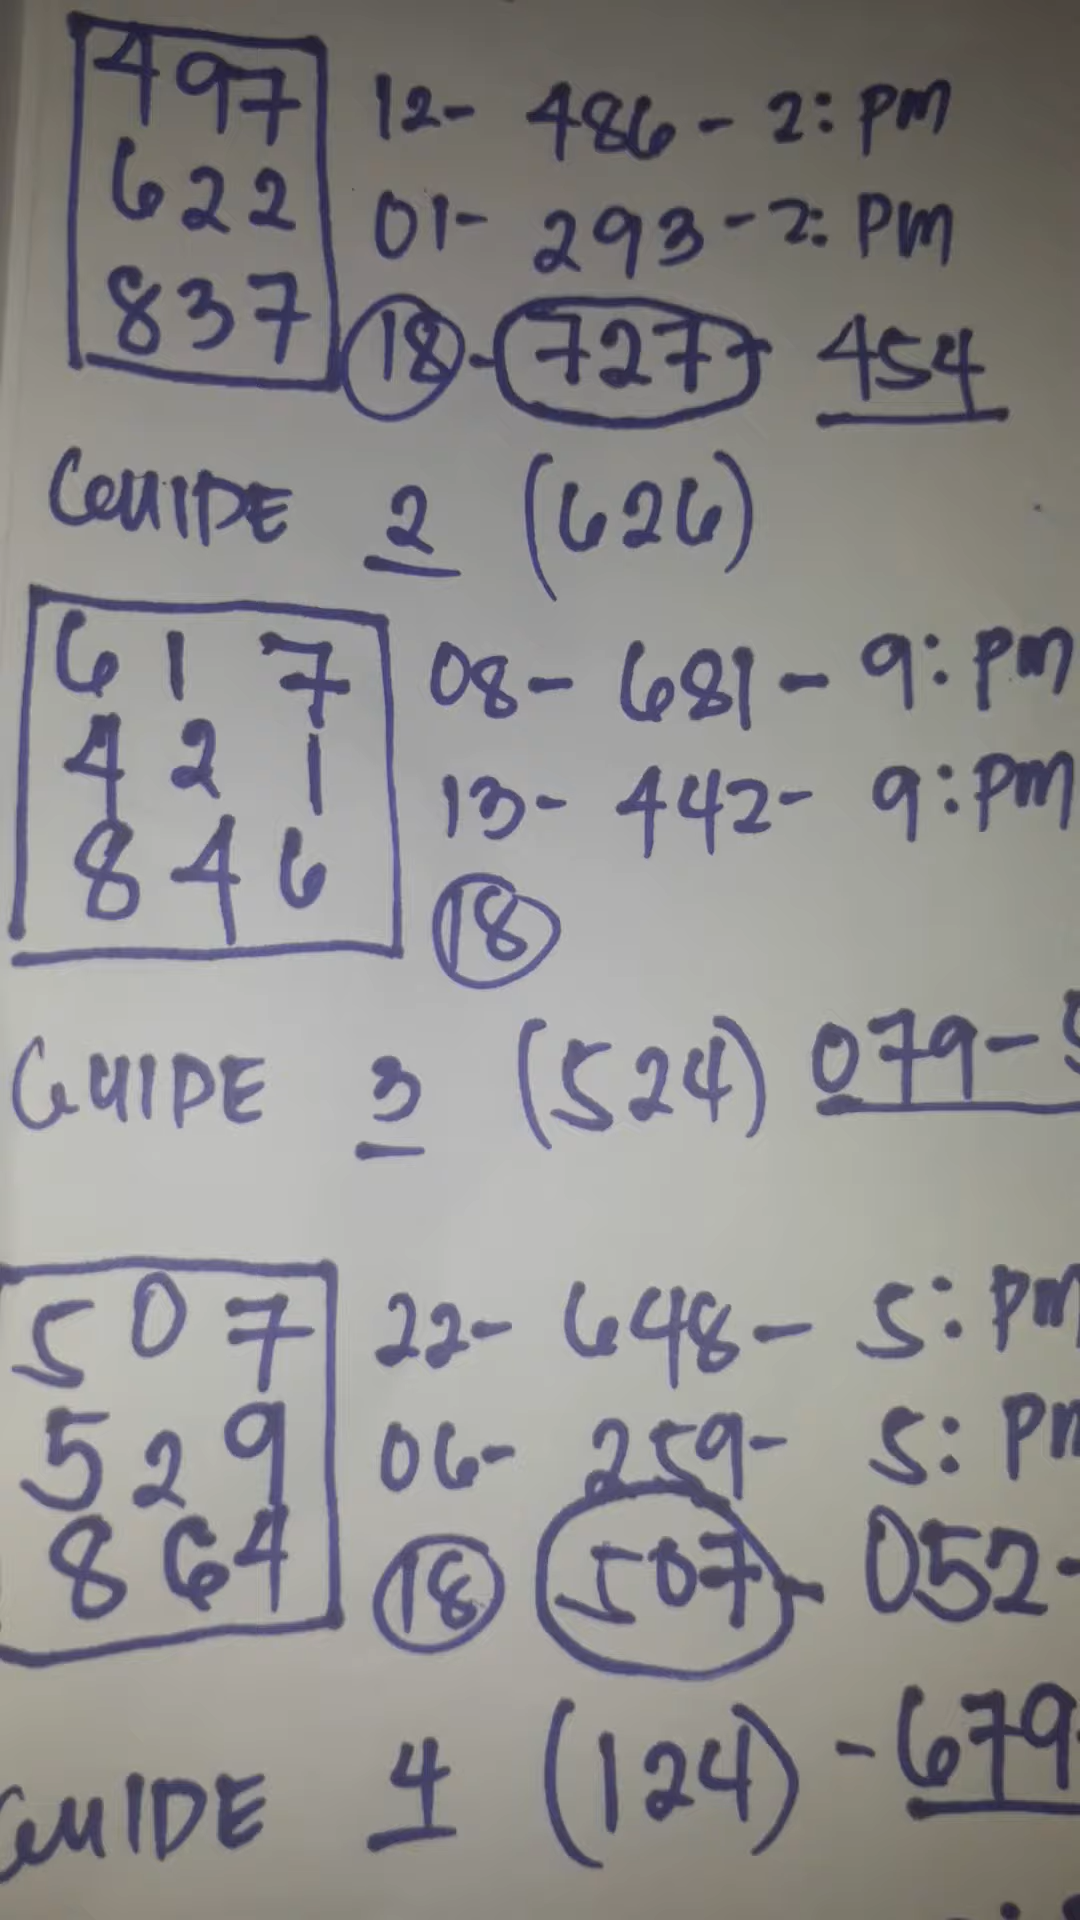 497 12- 486 - 2: PM
622 01- 293 - 2: PM
837 18 - 727 - 454
GUIDE 2 (626)
6 1 7 08- 681 - 9: PM
4 2 1 13- 442- 9: PM
8 4 6 18
GUIDE 3 (524) 079-
5 0 7 22- 648- 5: PM
5 2 9 06- 259- 5: PM
8 6 4 18 507- 052-
GUIDE 4 (124) - 679